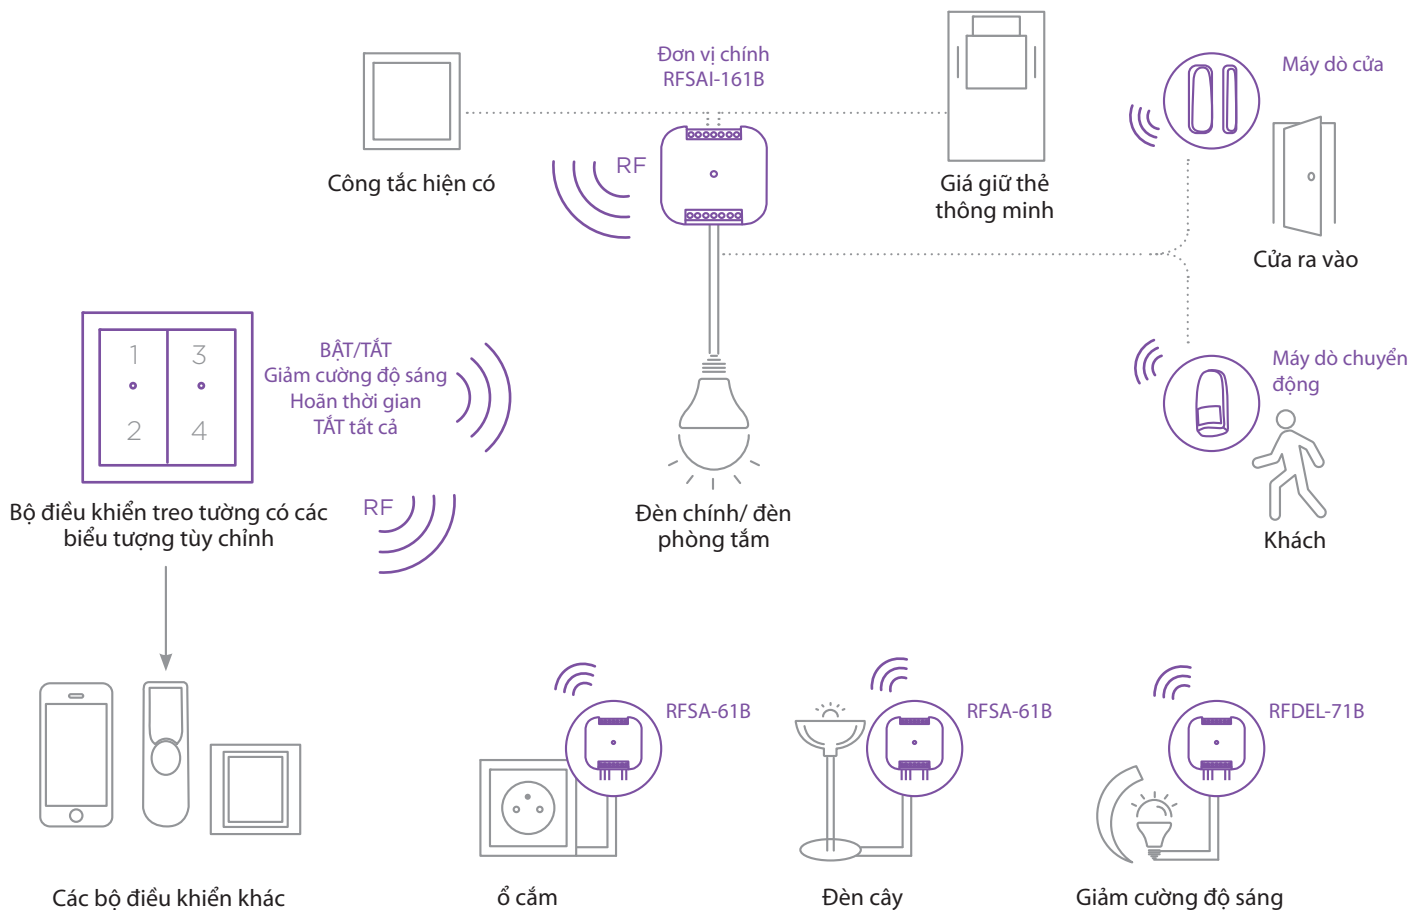 Đơn vị chính
RFSAI-161B
Máy dò cửa
RF
Công tắc hiện có
Giá giữ thẻ
thông minh
Cửa ra vào
1
3
2
4
BẬT/TẮT
Giảm cường độ sáng
Hoãn thời gian
TẮT tất cả
Máy dò chuyển
động
Bộ điều khiển treo tường có các
biểu tượng tùy chỉnh
RF
Đèn chính/ đèn
phòng tắm
Khách
RFSA-61B
RFSA-61B
RFDEL-71B
Các bộ điều khiển khác
ổ cắm
Đèn cây
Giảm cường độ sáng